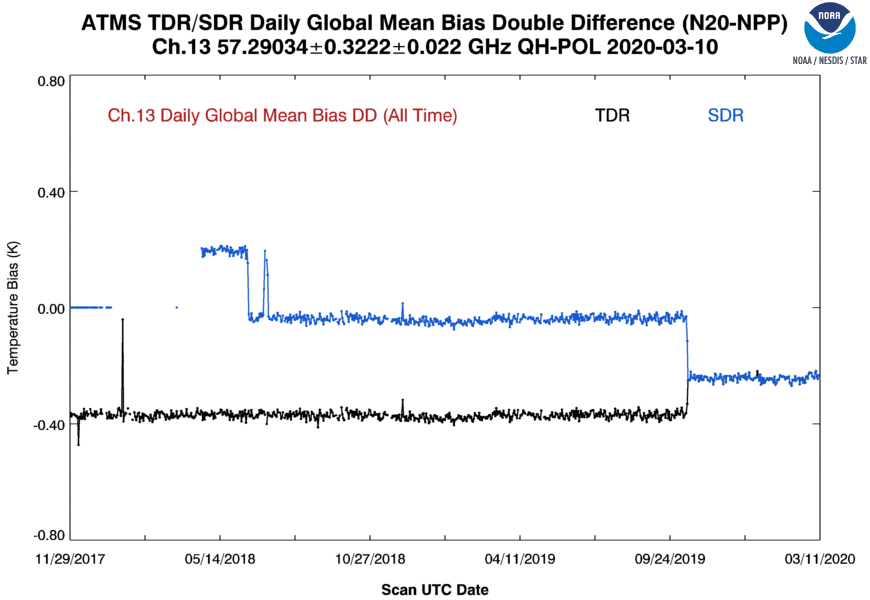 ATMS TDR/SDR Daily Global Mean Bias Double Difference (N20-NPP)
Ch.13 57.29034±0.3222±0.022 GHz QH-POL 2020-03-10
NOAA
NOAA / NESDIS / STAR
Ch.13 Daily Global Mean Bias DD (All Time)
TDR
SDR
0.80
0.40
0.00
-0.40
-0.80
Temperature Bias (K)
11/29/2017
05/14/2018
10/27/2018
04/11/2019
09/24/2019
03/11/2020
Scan UTC Date